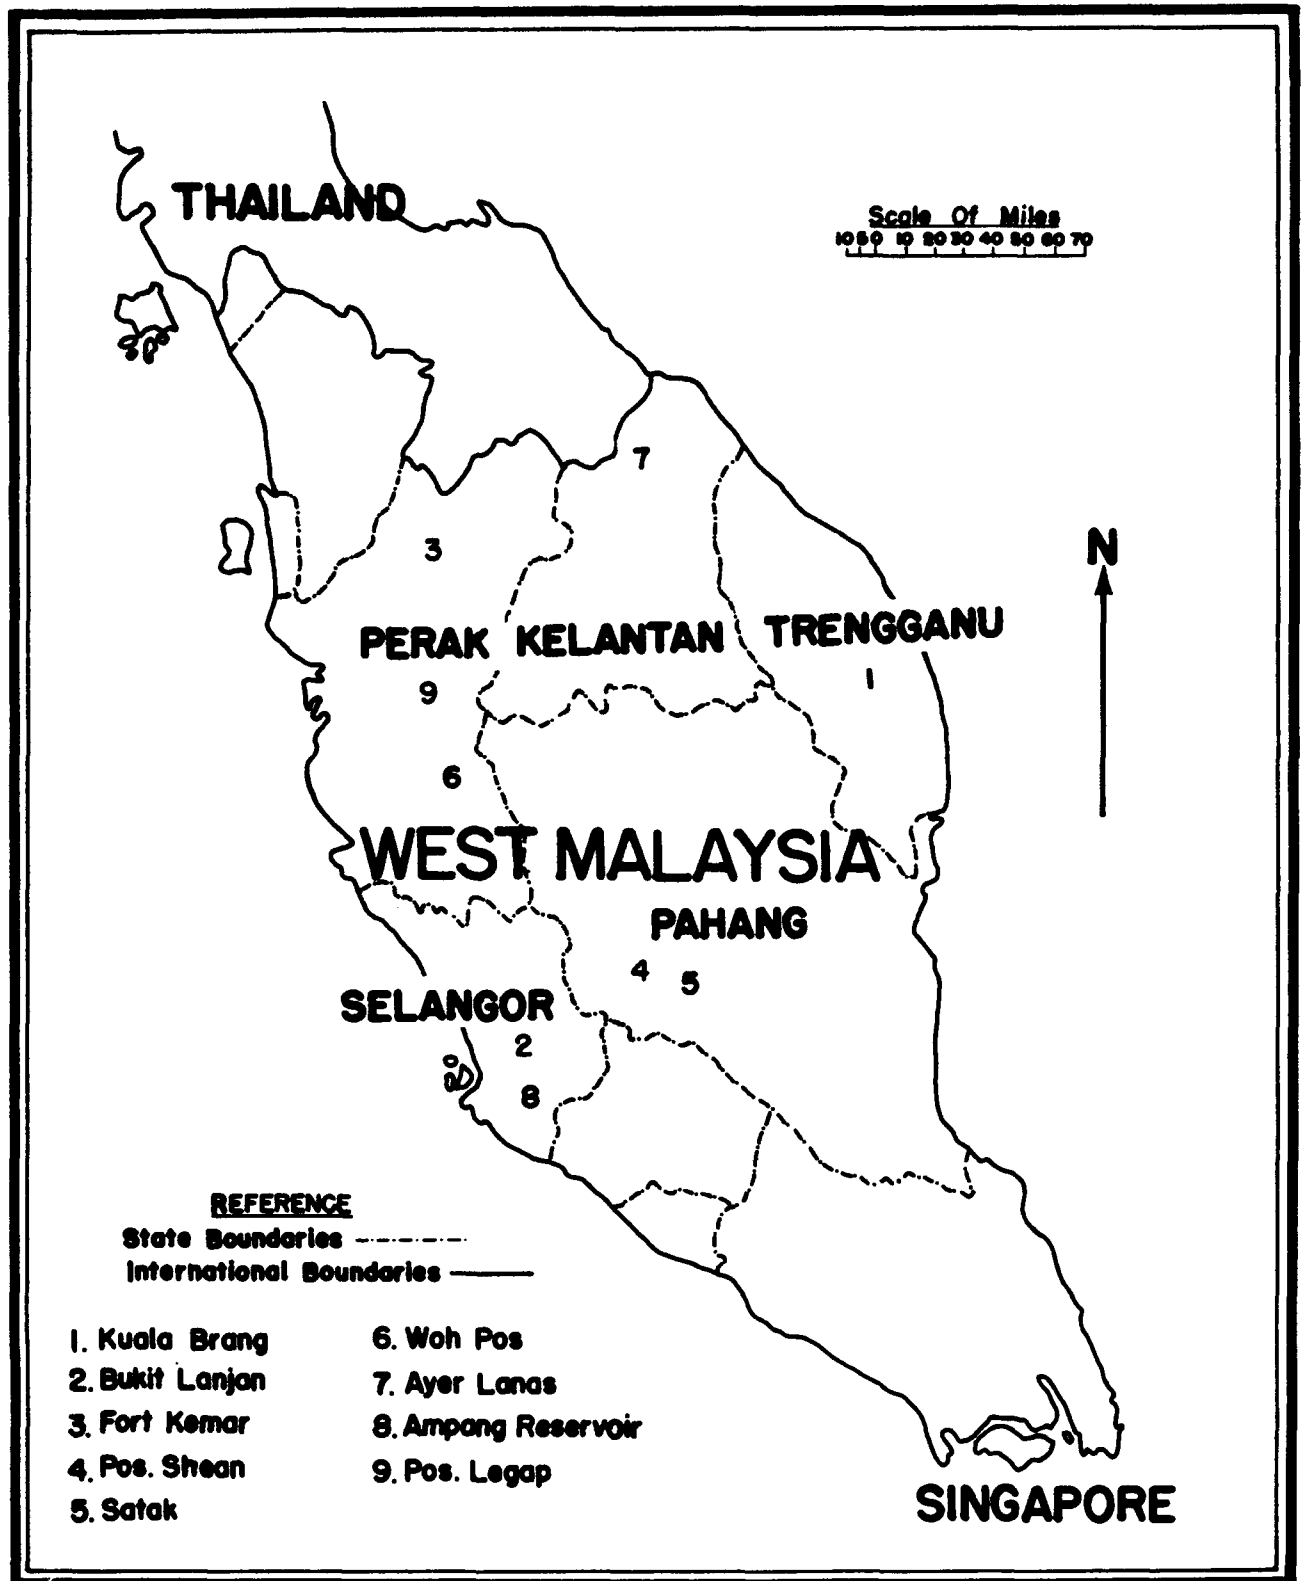 THAILAND
Scale Of Miles
10 5 0 10 20 30 40 50 60 70
7
3
N
PERAK KELANTAN TRENGGANU
1
9
6
WEST MALAYSIA
PAHANG
4 5
SELANGOR
2
8
REFERENCE
State Boundaries
International Boundaries
1. Kuala Brang
2. Bukit Lanjan
3. Fort Kemar
4. Pos. Shean
5. Satak
6. Woh Pos
7. Ayer Lanas
8. Ampang Reservoir
9. Pos. Legap
SINGAPORE